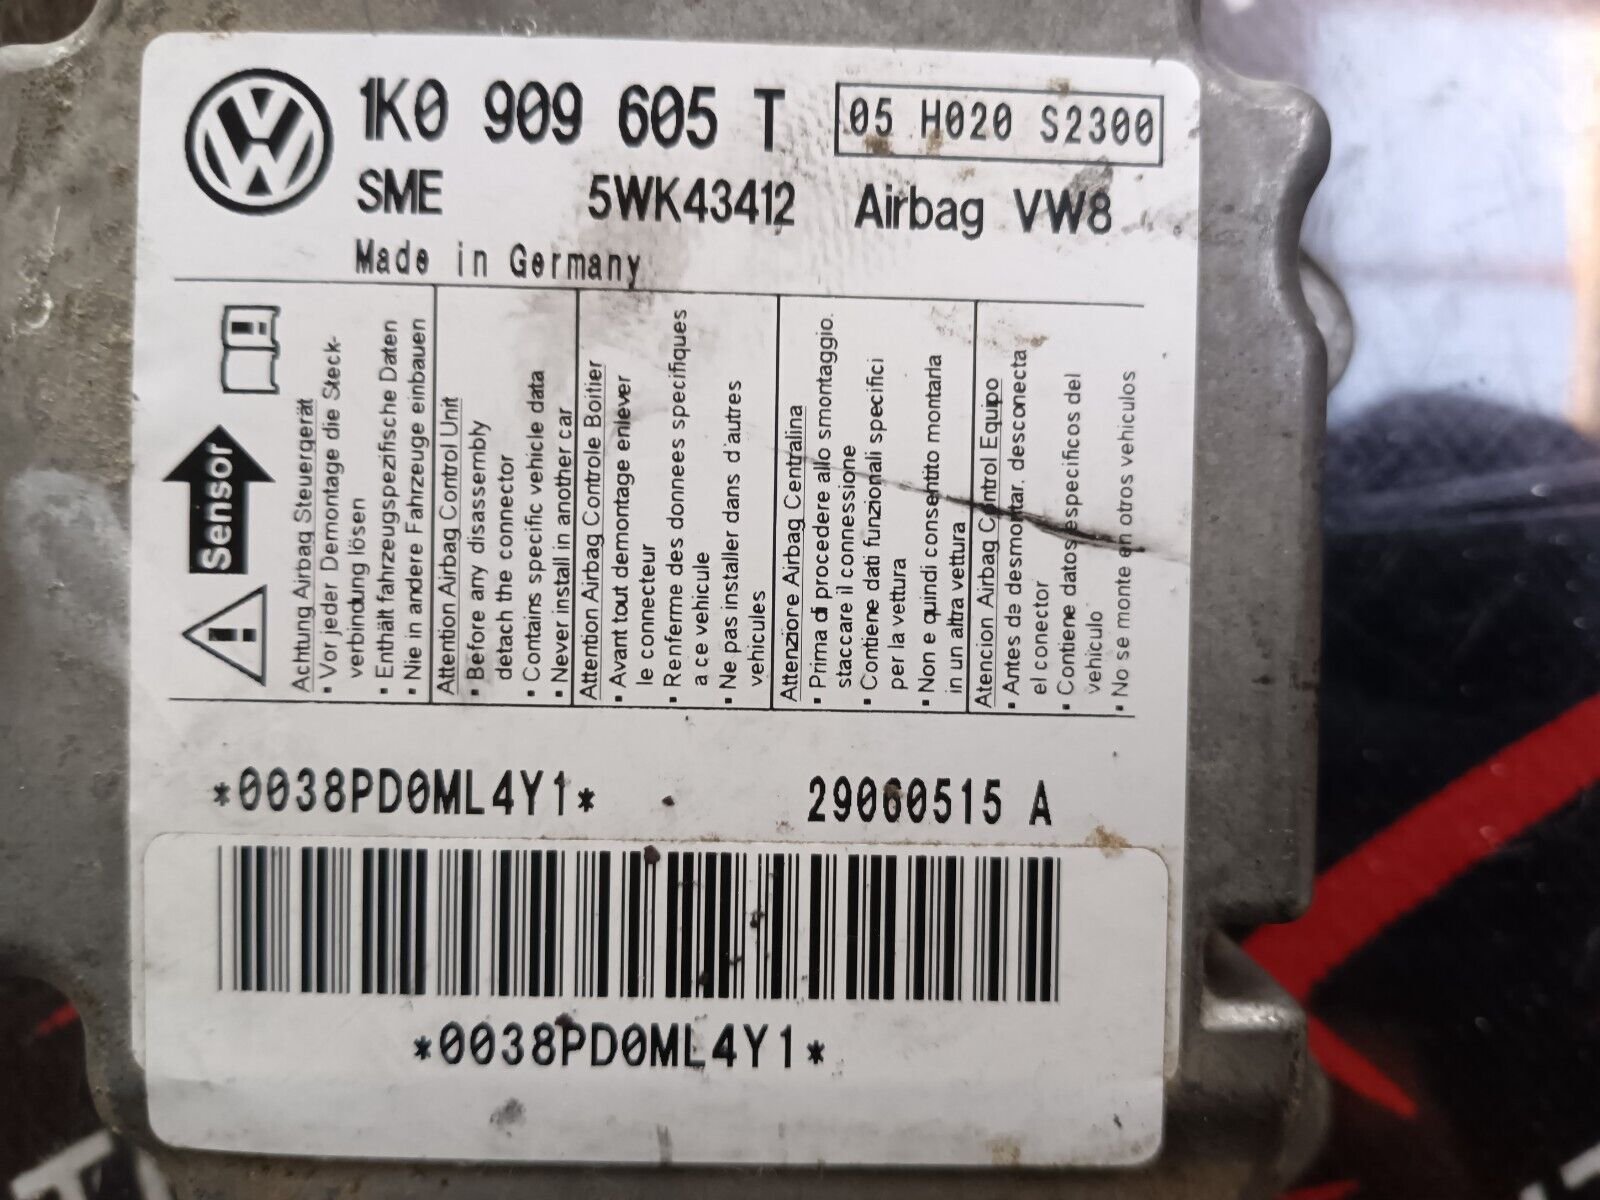 1K0 909 605 T 05 H020 S2300
SME 5WK43412 Airbag VW8
Made in Germany
Sensor
Achtung Airbag Steuergerät
▪ Vor jeder Demontage die Steck-
verbindung lösen
▪ Enthält fahrzeugspezifische Daten
▪ Nie in andere Fahrzeuge einbauen
Attention Airbag Control Unit
▪ Before any disassembly
detach the connector
▪ Contains specific vehicle data
▪ Never install in another car
Attention Airbag Controle Boitier
▪ Avant tout demontage enlever
le connecteur
▪ Renferme des donnees specifiques
a ce vehicule
▪ Ne pas installer dans d'autres
vehicules
Attenzione Airbag Centralina
▪ Prima di procedere allo smontaggio.
staccare il connessione
▪ Contiene dati funzionali specifici
per la vettura
▪ Non e quindi consentito montarla
in un altra vettura
Atencion Airbag Control Equipo
▪ Antes de desmontar, desconecta
el conector
▪ Contiene datos especificos del
vehiculo
▪ No se monte en otros vehiculos
*0038PD0ML4Y1* 29060515 A
*0038PD0ML4Y1*